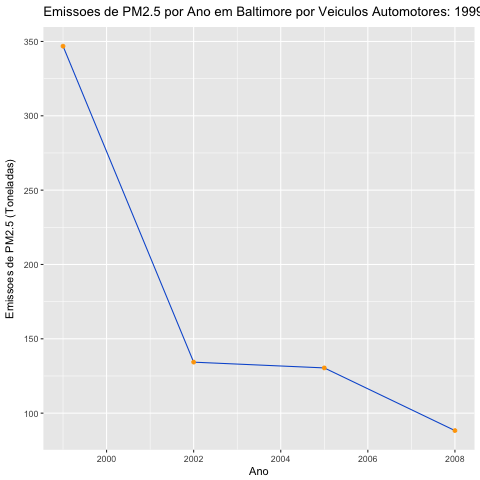 Emissoes de PM2.5 por Ano em Baltimore por Veiculos Automotores: 1999
350
300
250
200
150
100
Emissoes de PM2.5 (Toneladas)
2000 2002 2004 2006 2008
Ano